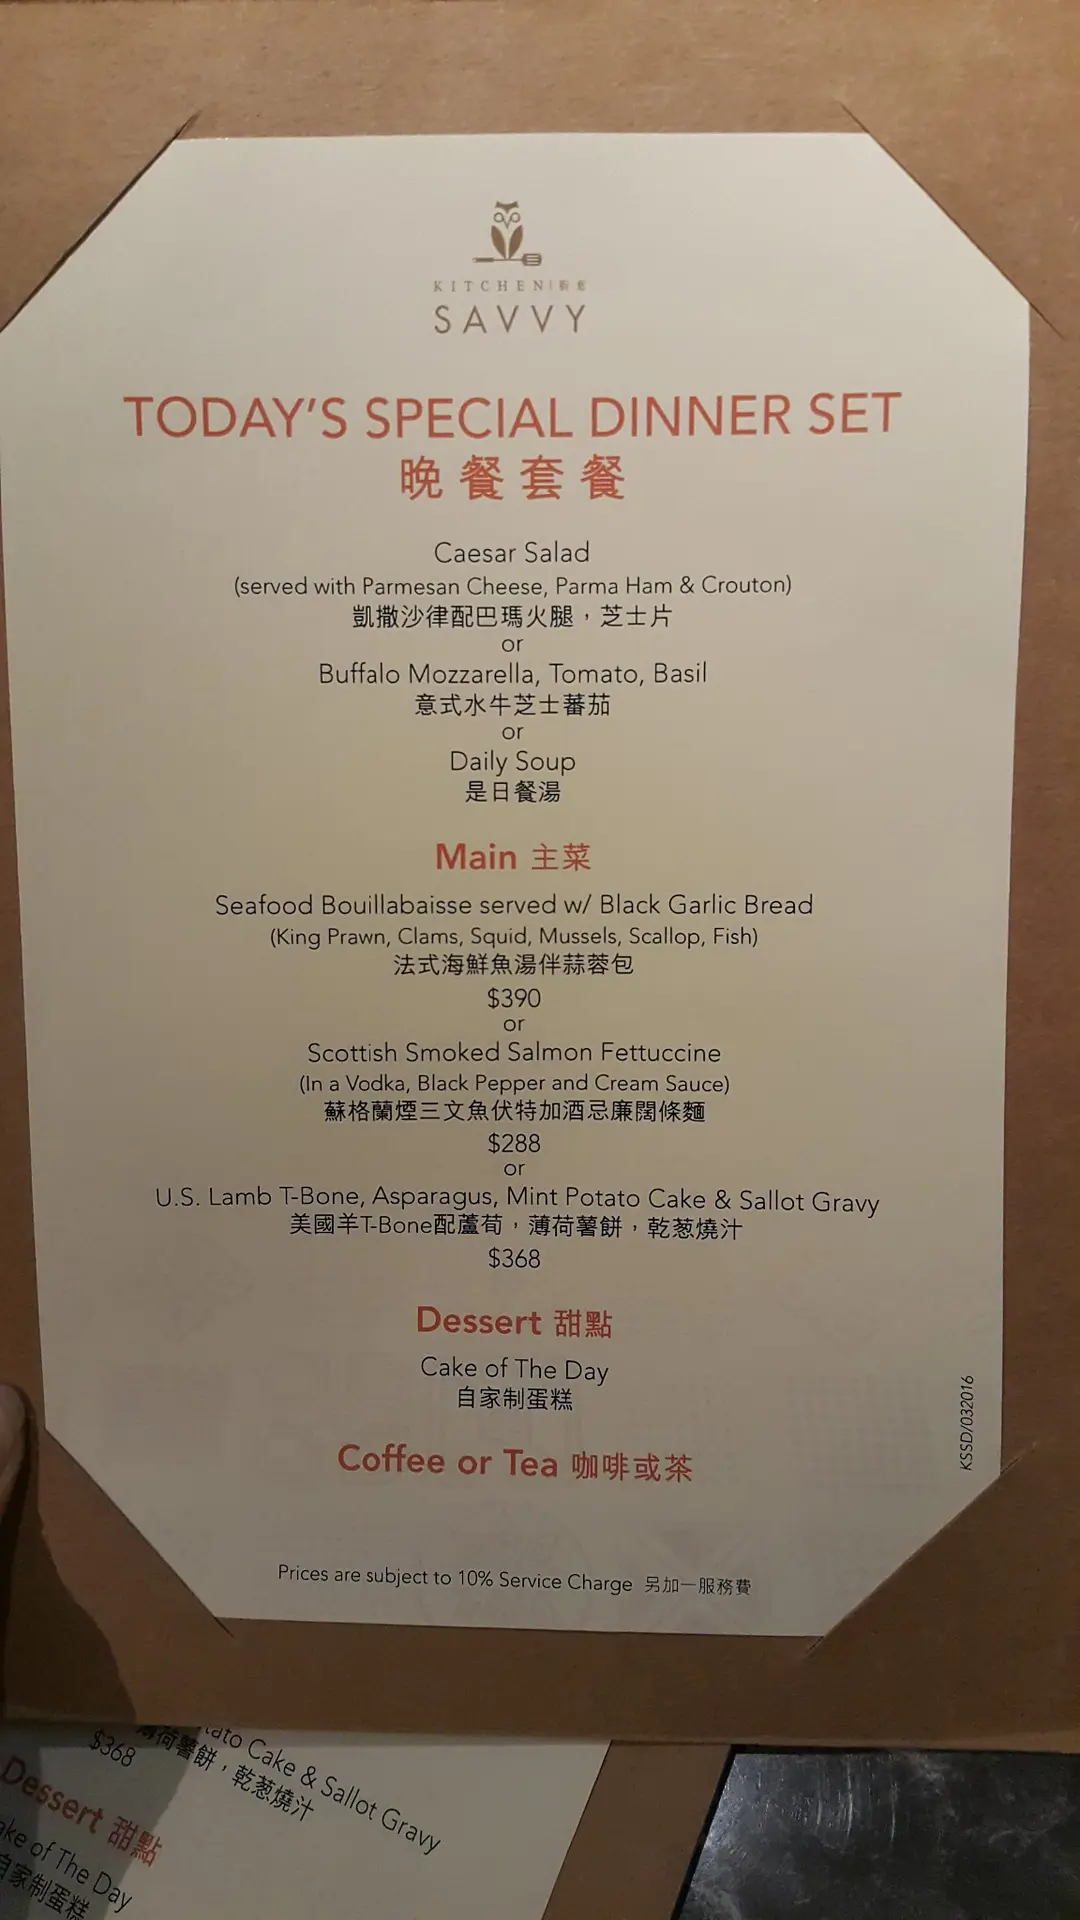 KITCHEN
SAVVY
TODAY'S SPECIAL DINNER SET
晚餐套餐
Caesar Salad
(served with Parmesan Cheese, Parma Ham & Crouton)
凱撒沙律配巴瑪火腿，芝士片
or
Buffalo Mozzarella, Tomato, Basil
意式水牛芝士蕃茄
or
Daily Soup
是日餐湯
Main 主菜
Seafood Bouillabaisse served w/ Black Garlic Bread
(King Prawn, Clams, Squid, Mussels, Scallop, Fish)
法式海鮮魚湯伴蒜蓉包
$390
or
Scottish Smoked Salmon Fettuccine
(In a Vodka, Black Pepper and Cream Sauce)
蘇格蘭煙三文魚伏特加酒忌廉闊條麵
$288
or
U.S. Lamb T-Bone, Asparagus, Mint Potato Cake & Sallot Gravy
美國羊T-Bone配蘆荀，薄荷薯餅，乾葱燒汁
$368
Dessert 甜點
Cake of The Day
自家制蛋糕
Coffee or Tea 咖啡或茶
KSSD/032016
Prices are subject to 10% Service Charge 另加一服務費
Cake & Sallot Gravy
荷薯餅，乾葱燒汁
$368
Dessert 甜點
of The Day
自家制蛋糕